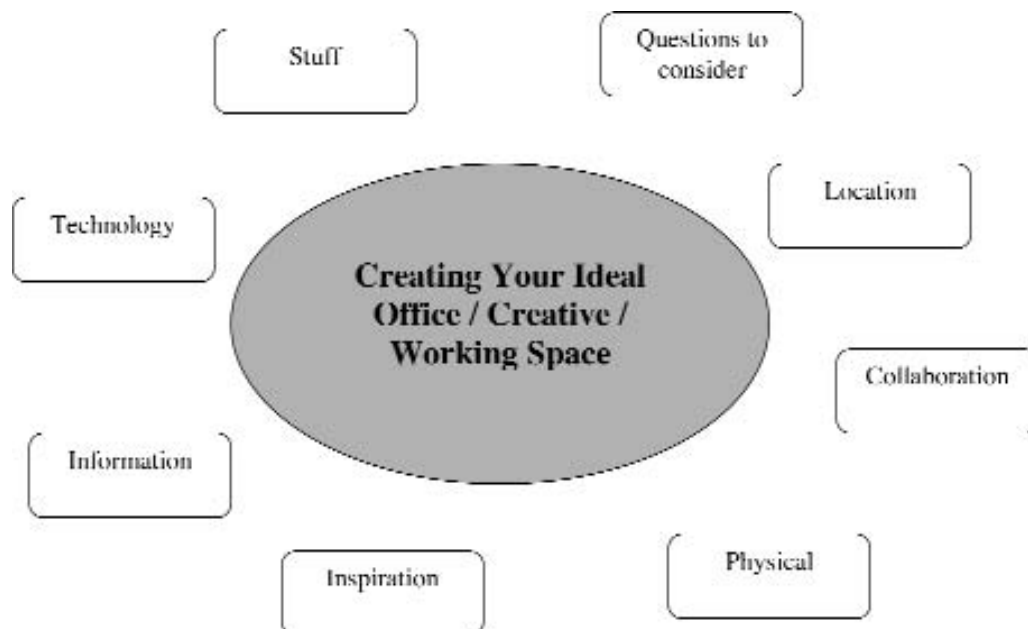 Stuff
Questions to
consider
Location
Technology
Creating Your Ideal
Office / Creative /
Working Space
Collaboration
Information
Physical
Inspiration